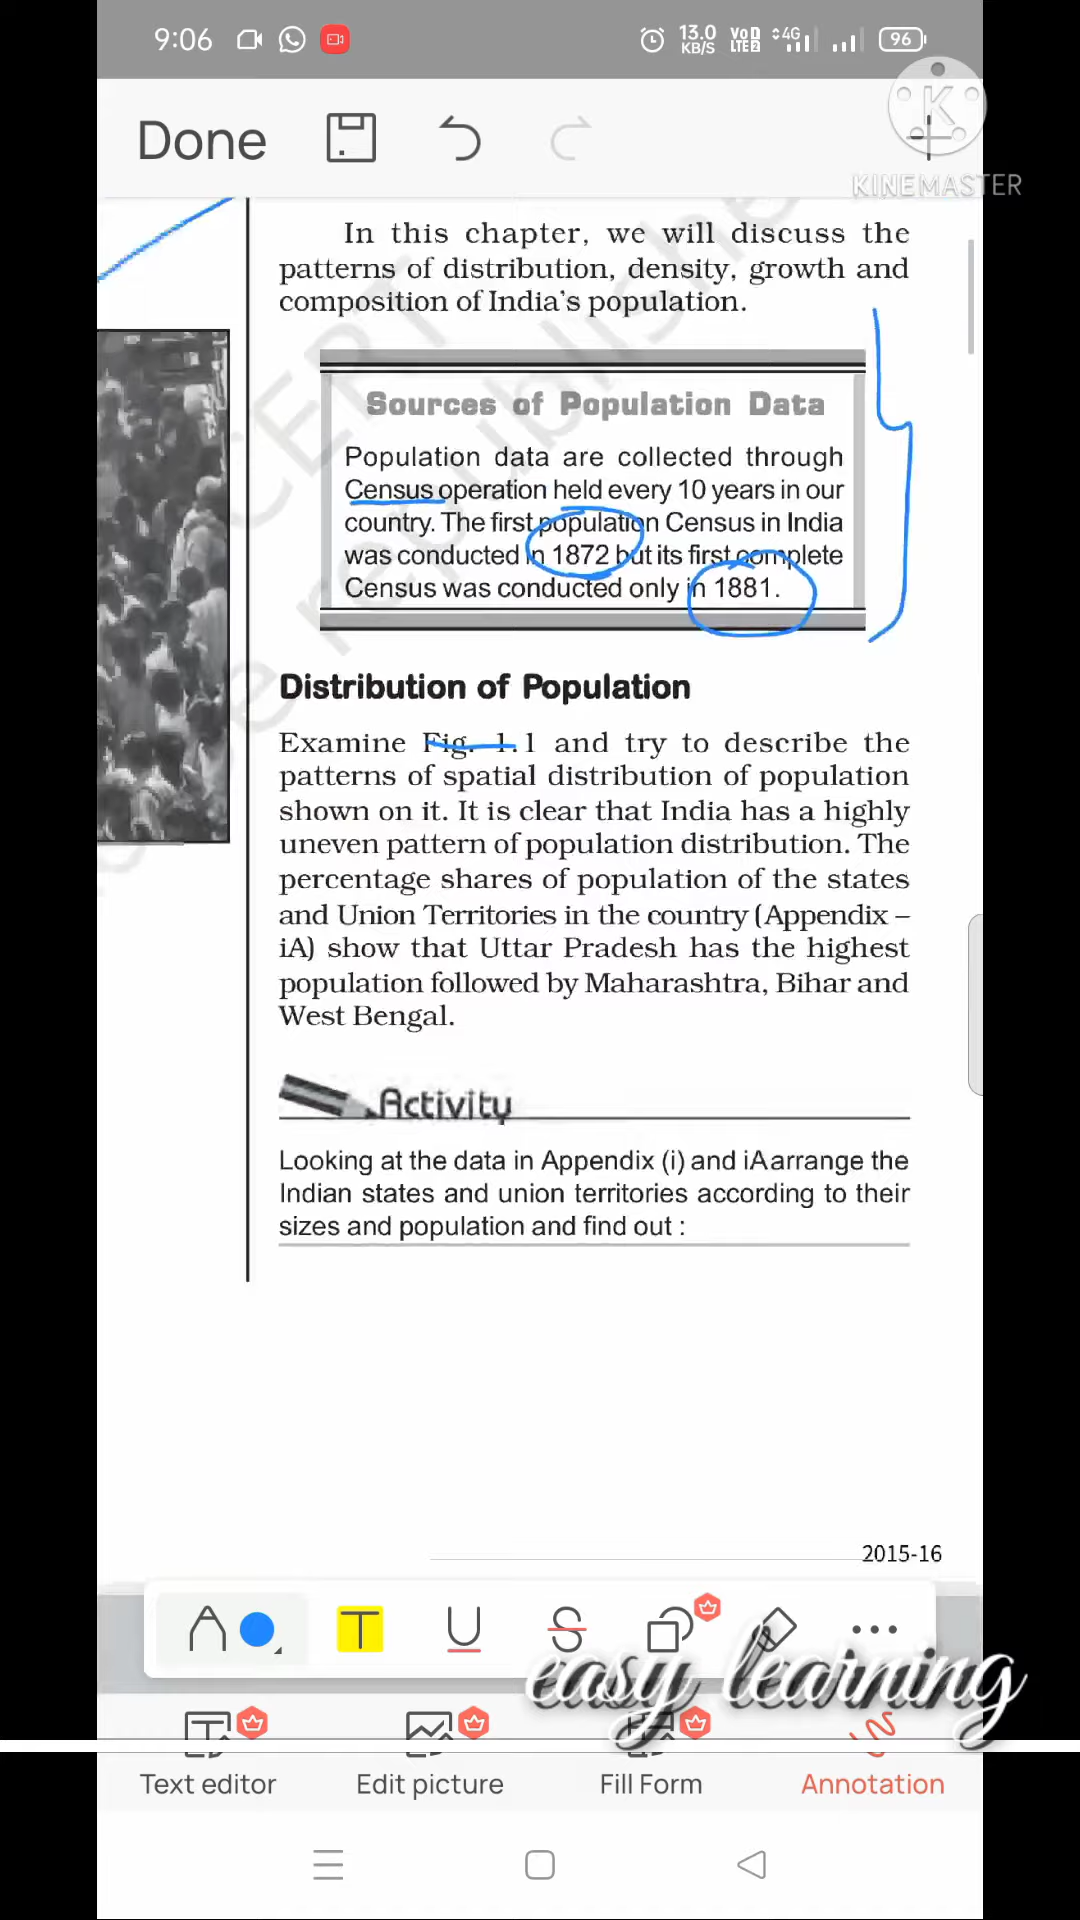 9:06
13.0 KB/S VoD LTE2 4G 96
Done
KINEMASTER
In this chapter, we will discuss the
patterns of distribution, density, growth and
composition of India's population.
Sources of Population Data
Population data are collected through
Census operation held every 10 years in our
country. The first population Census in India
was conducted in 1872 but its first complete
Census was conducted only in 1881.
Distribution of Population
Examine Fig. 1.1 and try to describe the
patterns of spatial distribution of population
shown on it. It is clear that India has a highly
uneven pattern of population distribution. The
percentage shares of population of the states
and Union Territories in the country (Appendix –
iA) show that Uttar Pradesh has the highest
population followed by Maharashtra, Bihar and
West Bengal.
Activity
Looking at the data in Appendix (i) and iA arrange the
Indian states and union territories according to their
sizes and population and find out :
2015-16
T U S
easy learning
Text editor Edit picture Fill Form Annotation